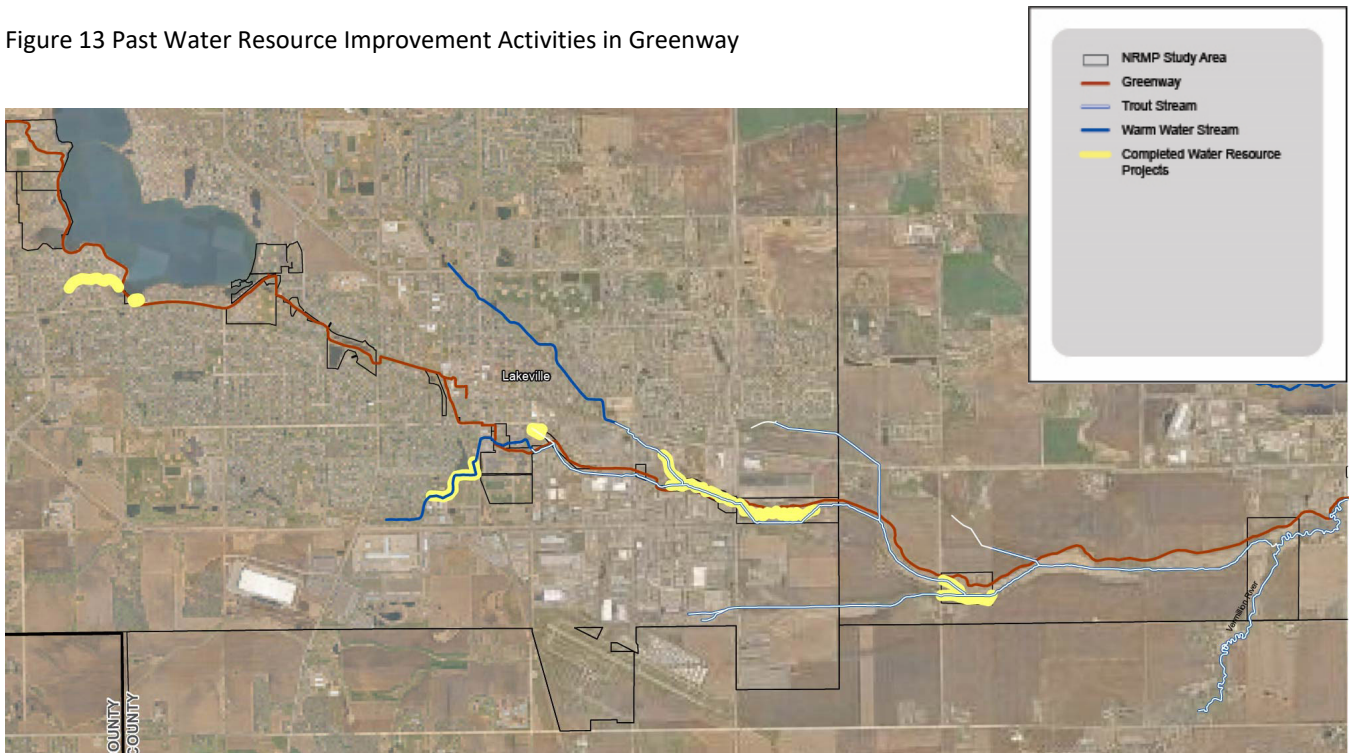 Figure 13 Past Water Resource Improvement Activities in Greenway
NRMP Study Area
Greenway
Trout Stream
Warm Water Stream
Completed Water Resource
Projects
Lakeville
Vermillion River
OUNTY
COUNTY